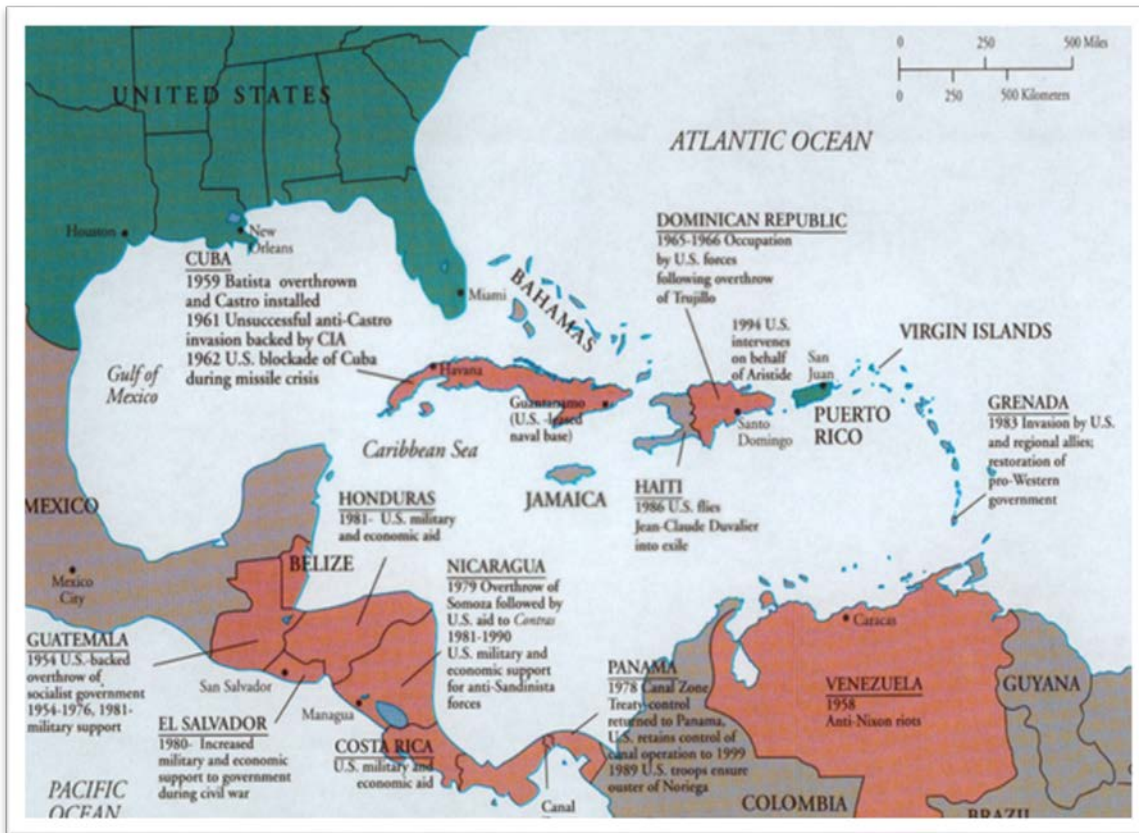 0 250 500 Miles
0 250 500 Kilometers
UNITED STATES
ATLANTIC OCEAN
Houston
New
Orleans
Miami
BAHAMAS
CUBA
1959 Batista overthrown
and Castro installed
1961 Unsuccessful anti-Castro
invasion backed by CIA
1962 U.S. blockade of Cuba
during missile crisis
Gulf of
Mexico
Havana
Guantanamo
(U.S. -leased
naval base)
Caribbean Sea
DOMINICAN REPUBLIC
1965-1966 Occupation
by U.S. forces
following overthrow
of Trujillo
1994 U.S.
intervenes
on behalf
of Aristide
San
Juan
VIRGIN ISLANDS
PUERTO
RICO
Santo
Domingo
GRENADA
1983 Invasion by U.S.
and regional allies;
restoration of
pro-Western
government
JAMAICA
HAITI
1986 U.S. flies
Jean-Claude Duvalier
into exile
MEXICO
Mexico
City
HONDURAS
1981- U.S. military
and economic aid
BELIZE
NICARAGUA
1979 Overthrow of
Somoza followed by
U.S. aid to Contras
1981-1990
U.S. military and
economic support
for anti-Sandinista
forces
GUATEMALA
1954 U.S.-backed
overthrow of
socialist government
1954-1976, 1981-
military support
San Salvador
EL SALVADOR
1980- Increased
military and economic
support to government
during civil war
Managua
COSTA RICA
U.S. military and
economic aid
PANAMA
1978 Canal Zone
Treaty-control
returned to Panama,
U.S. retains control of
canal operation to 1999
1989 U.S. troops ensure
ouster of Noriega
Canal
Caracas
VENEZUELA
1958
Anti-Nixon riots
GUYANA
COLOMBIA
BRAZIL
PACIFIC
OCEAN